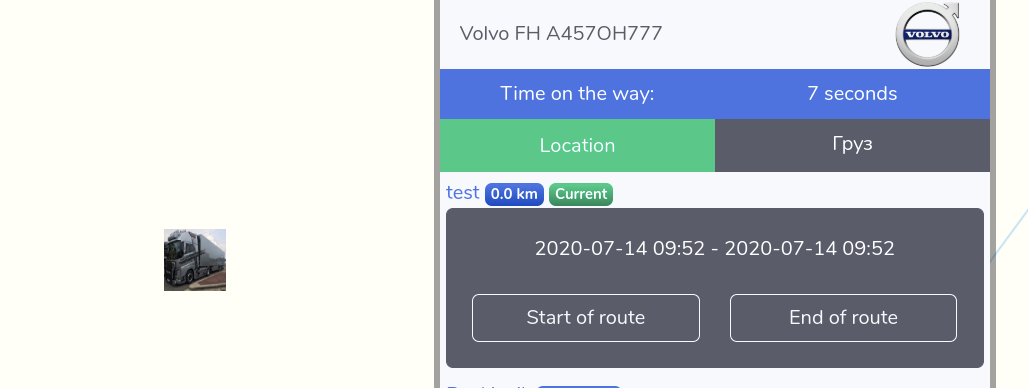 Volvo FH A457OH777
VOLVO
Time on the way: 7 seconds
Location Груз
test 0.0 km Current
2020-07-14 09:52 - 2020-07-14 09:52
Start of route End of route